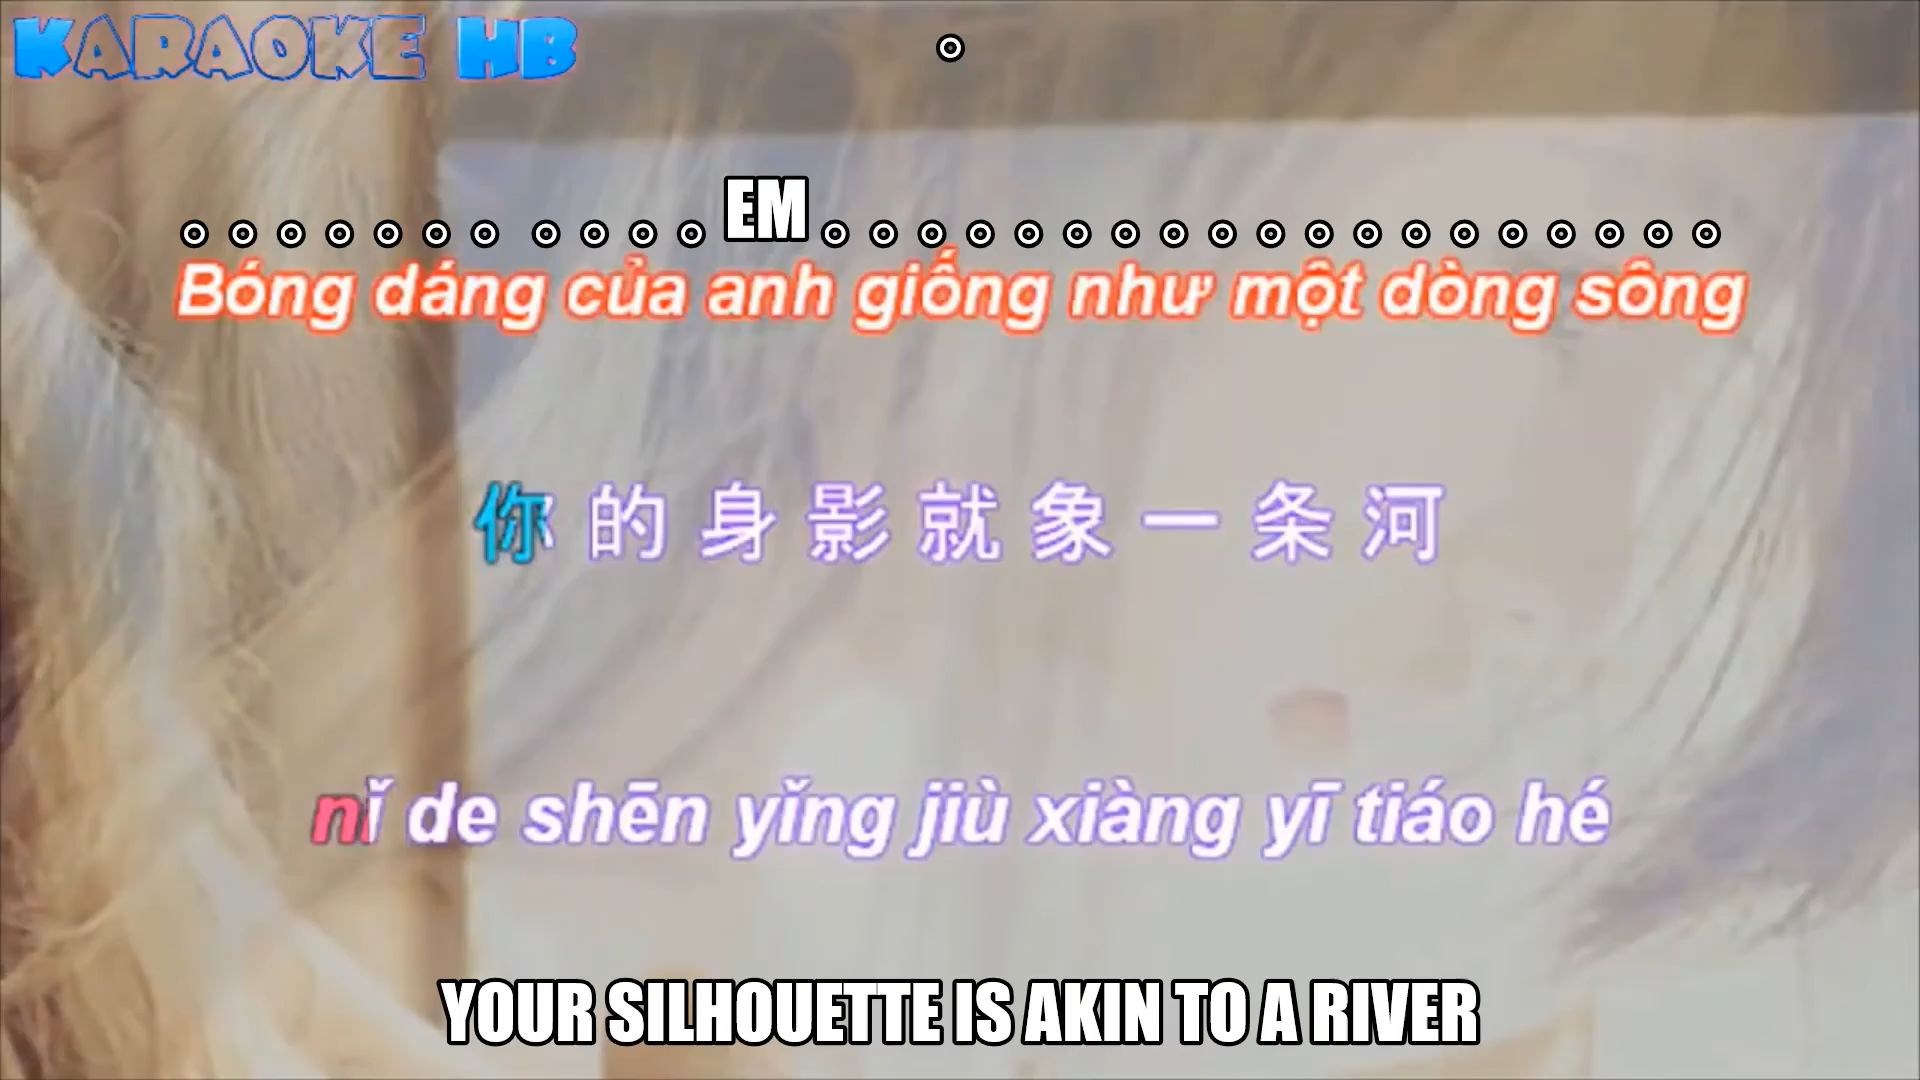 KARAOKE HB
⊙
⊙⊙⊙⊙⊙⊙⊙ ⊙⊙⊙⊙EM⊙⊙⊙⊙⊙⊙⊙⊙⊙⊙⊙⊙⊙⊙⊙⊙⊙⊙⊙
Bóng dáng của anh giống như một dòng sông
你的身影就象一条河
nǐ de shēn yǐng jiù xiàng yī tiáo hé
YOUR SILHOUETTE IS AKIN TO A RIVER